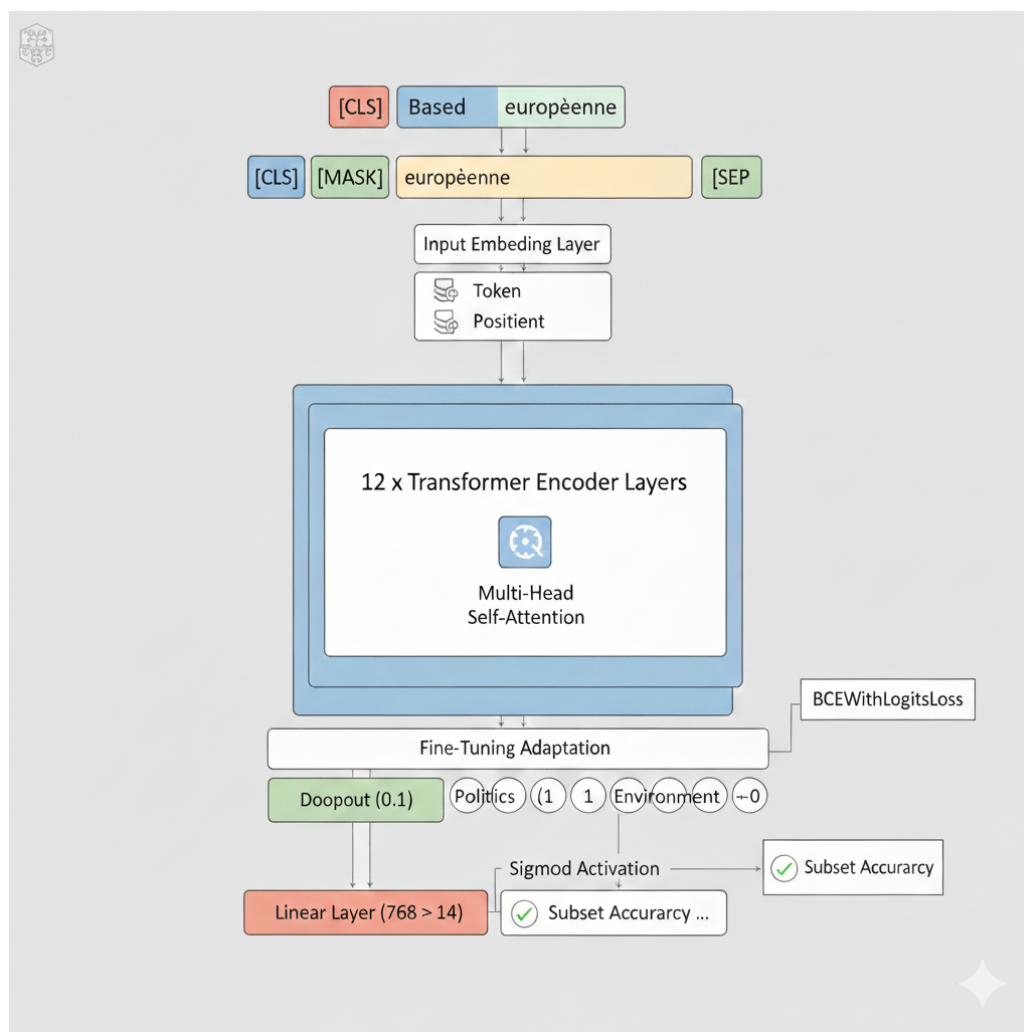 [CLS] Based europèenne
[CLS] [MASK] europèenne [SEP
Input Embeding Layer
Token
Positient
12 x Transformer Encoder Layers
Multi-Head
Self-Attention
BCEWithLogitsLoss
Fine-Tuning Adaptation
Doopout (0.1) Politics (1 1 Environment →0
Sigmod Activation
Subset Accurarcy
Linear Layer (768 > 14)
Subset Accurarcy ...